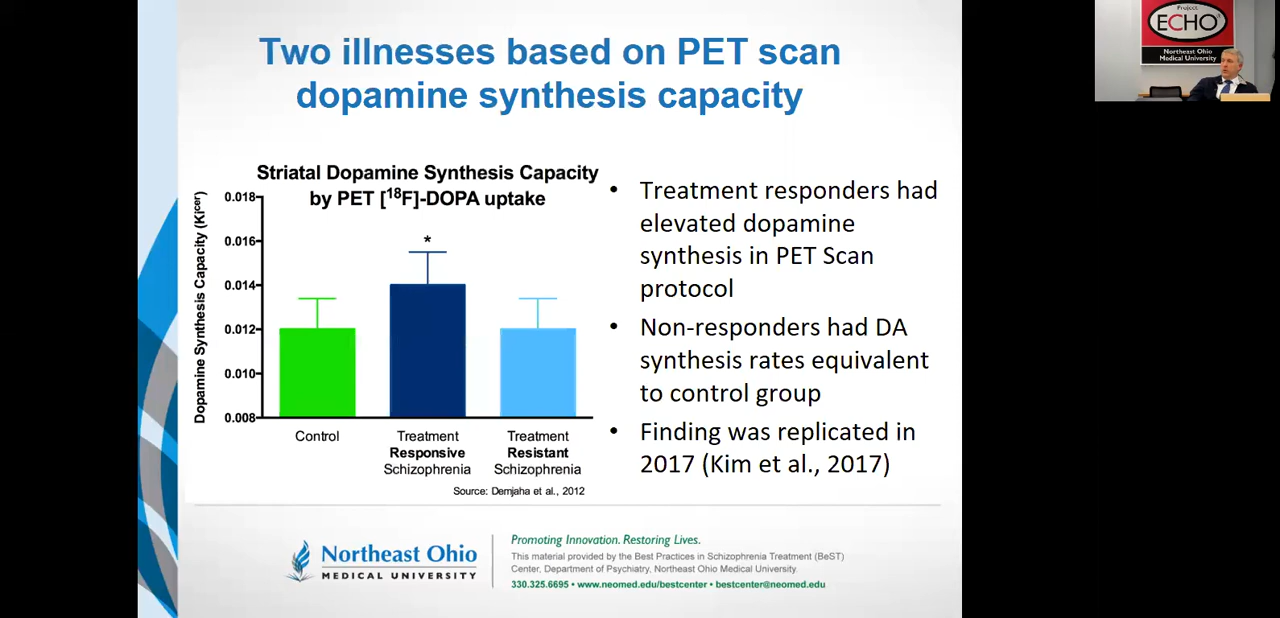 Two illnesses based on PET scan
dopamine synthesis capacity
Project
ECHO®
Northeast Ohio
Medical University
Striatal Dopamine Synthesis Capacity
by PET [18F]-DOPA uptake
Dopamine Synthesis Capacity (Kicer)
0.018
0.016
0.014
0.012
0.010
0.008
*
Control
Treatment
Responsive
Schizophrenia
Treatment
Resistant
Schizophrenia
Source: Demjaha et al., 2012
• Treatment responders had
elevated dopamine
synthesis in PET Scan
protocol
• Non-responders had DA
synthesis rates equivalent
to control group
• Finding was replicated in
2017 (Kim et al., 2017)
Northeast Ohio
MEDICAL UNIVERSITY
Promoting Innovation. Restoring Lives.
This material provided by the Best Practices in Schizophrenia Treatment (BeST)
Center, Department of Psychiatry, Northeast Ohio Medical University.
330.325.6695 • www.neomed.edu/bestcenter • bestcenter@neomed.edu